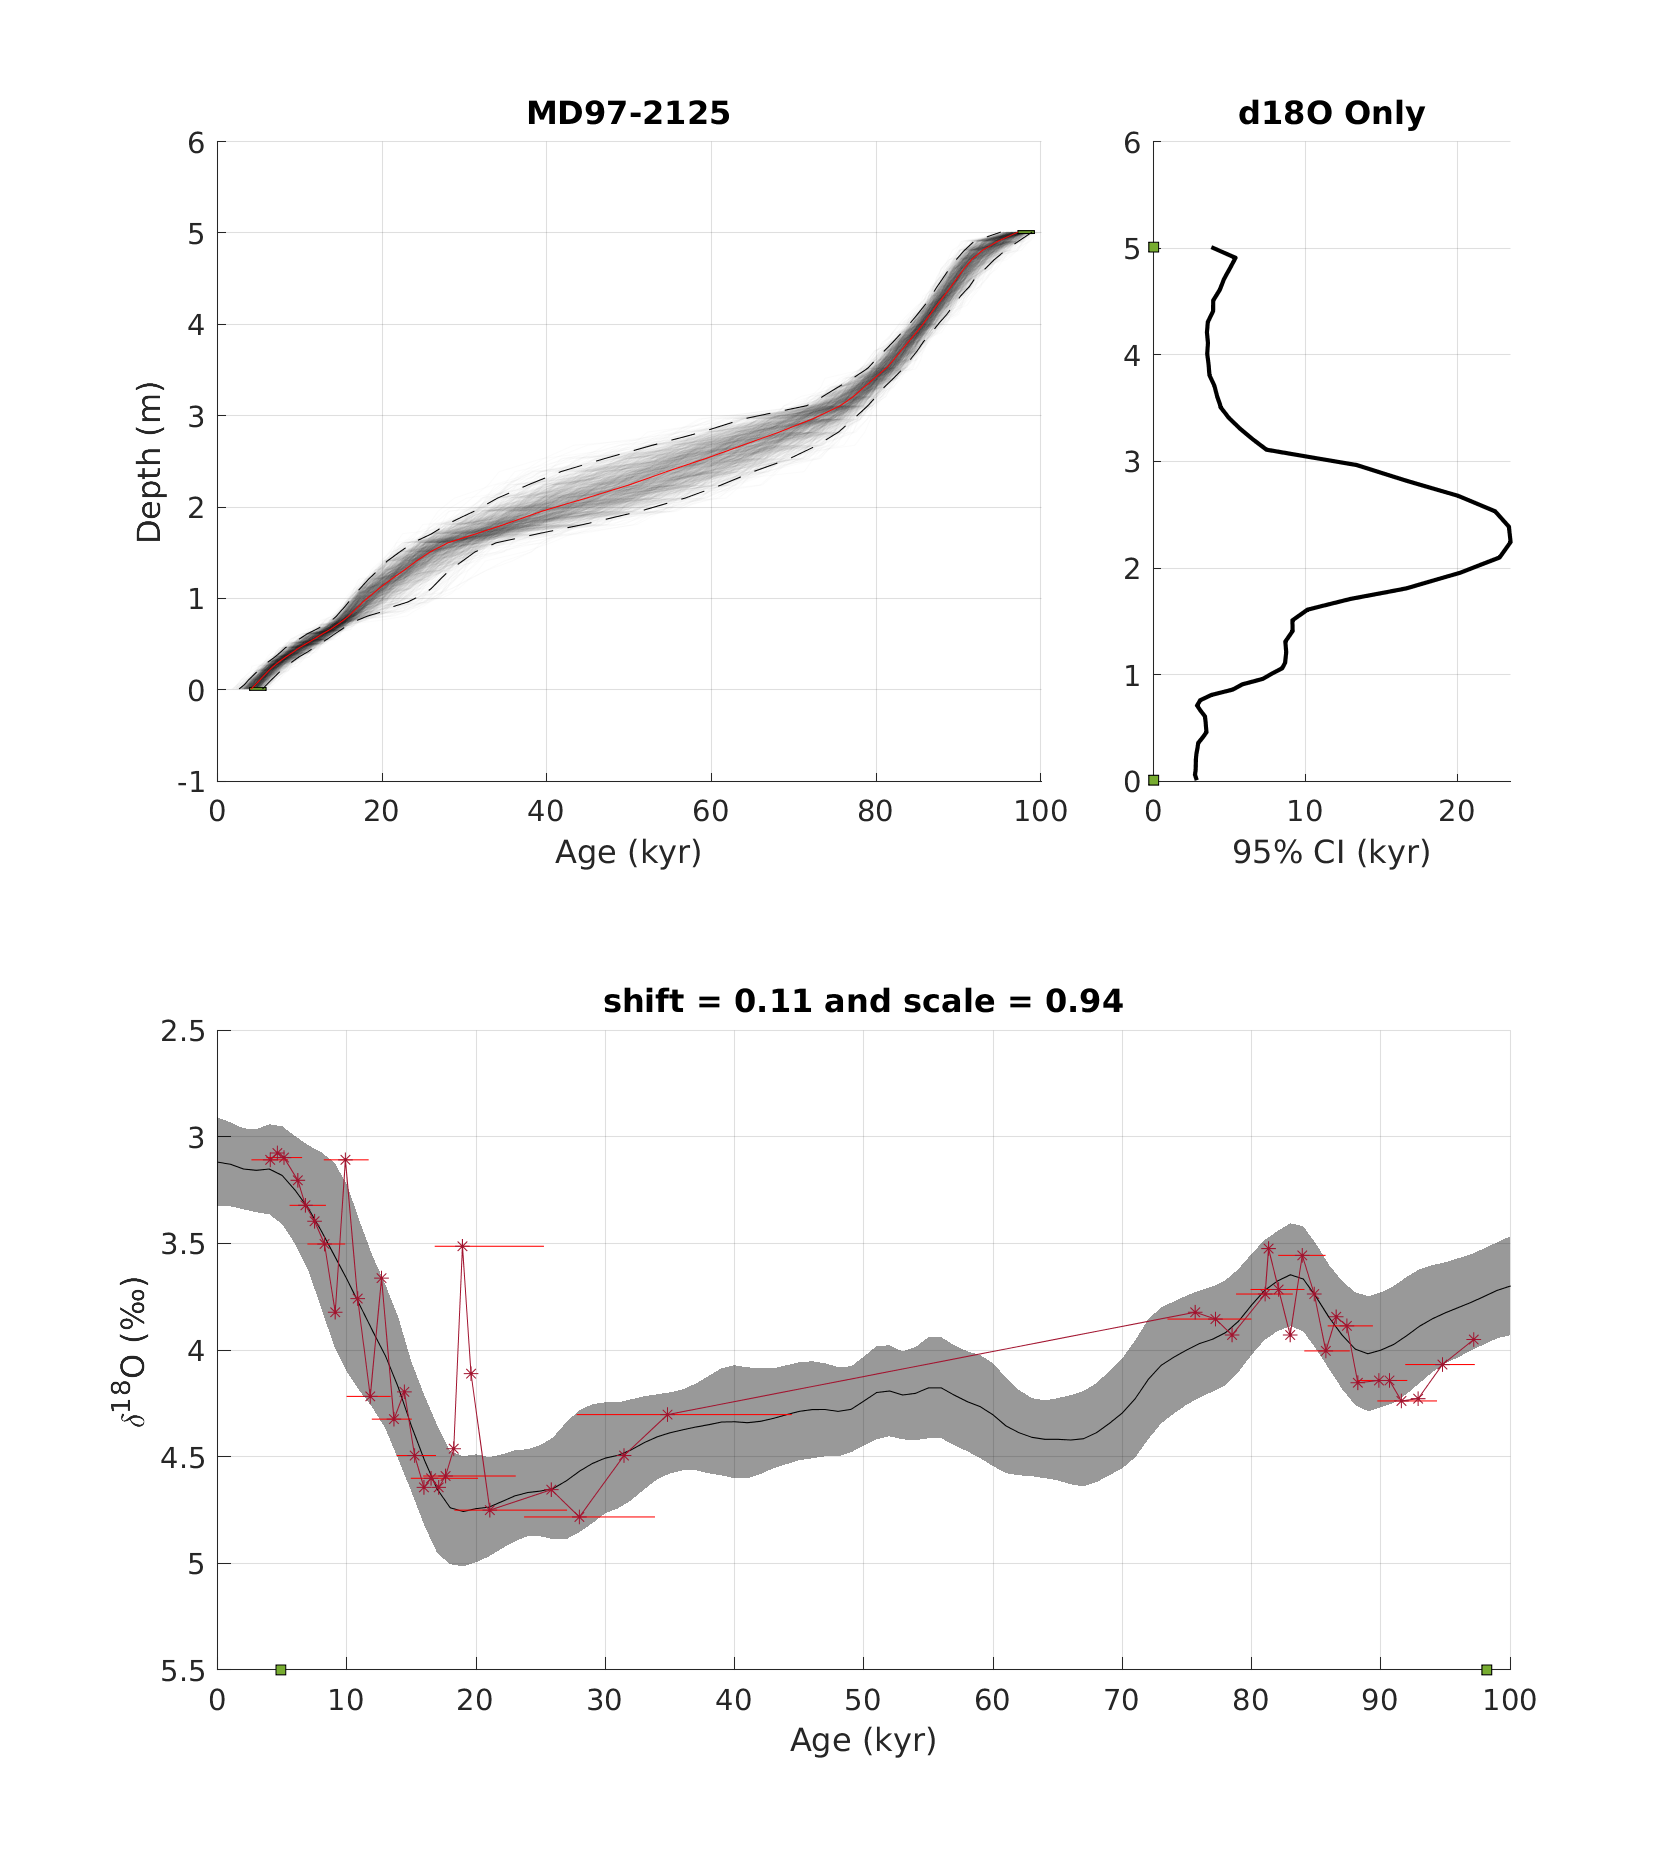 MD97-2125
d18O Only
6
5
4
3
2
1
0
-1
Depth (m)
0 20 40 60 80 100
Age (kyr)
6
5
4
3
2
1
0
0 10 20
95% CI (kyr)
shift = 0.11 and scale = 0.94
2.5
3
3.5
4
4.5
5
5.5
δ¹⁸O (‰)
0 10 20 30 40 50 60 70 80 90 100
Age (kyr)